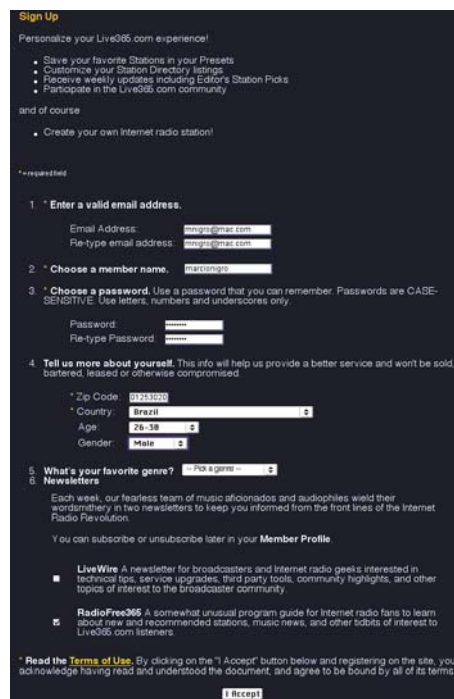 Sign Up
Personalize your Live365.com experience!
Save your favorite Stations in your Presets
Customize your Station Directory listings
Receive weekly updates including Editor's Station Picks
Participate in the Live365.com community
and of course
Create your own Internet radio station!
* = required field
1. * Enter a valid email address.
Email Address: mnigro@mac.com
Re-type email address: mnigro@mac.com
2. * Choose a member name. marcionigro
3. * Choose a password. Use a password that you can remember. Passwords are CASE-
SENSITIVE. Use letters, numbers and underscores only.
Password: ••••••••
Re-type Password: ••••••••
4. Tell us more about yourself. This info will help us provide a better service and won't be sold,
bartered, leased or otherwise compromised.
* Zip Code: 01253020
* Country: Brazil
Age: 26-30
Gender: Male
5. What's your favorite genre? -- Pick a genre --
6. Newsletters
Each week, our fearless team of music aficionados and audiophiles wield their
wordsmithery in two newsletters to keep you informed from the front lines of the Internet
Radio Revolution.
You can subscribe or unsubscribe later in your Member Profile.
LiveWire A newsletter for broadcasters and Internet radio geeks interested in
technical tips, service upgrades, third party tools, community highlights, and other
topics of interest to the broadcaster community.
RadioFree365 A somewhat unusual program guide for Internet radio fans to learn
about new and recommended stations, music news, and other tidbits of interest to
Live365.com listeners.
* Read the Terms of Use. By clicking on the "I Accept" button below and registering on the site, you
acknowledge having read and understood the document, and agree to be bound by all of its terms
I Accept